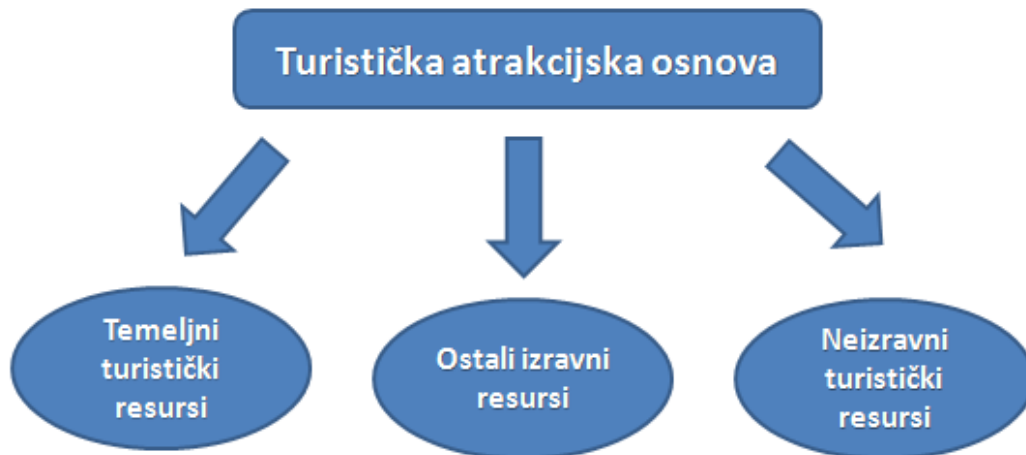 Turistička atrakcijska osnova
Temeljni
turistički
resursi
Ostali izravni
resursi
Neizravni
turistički
resursi